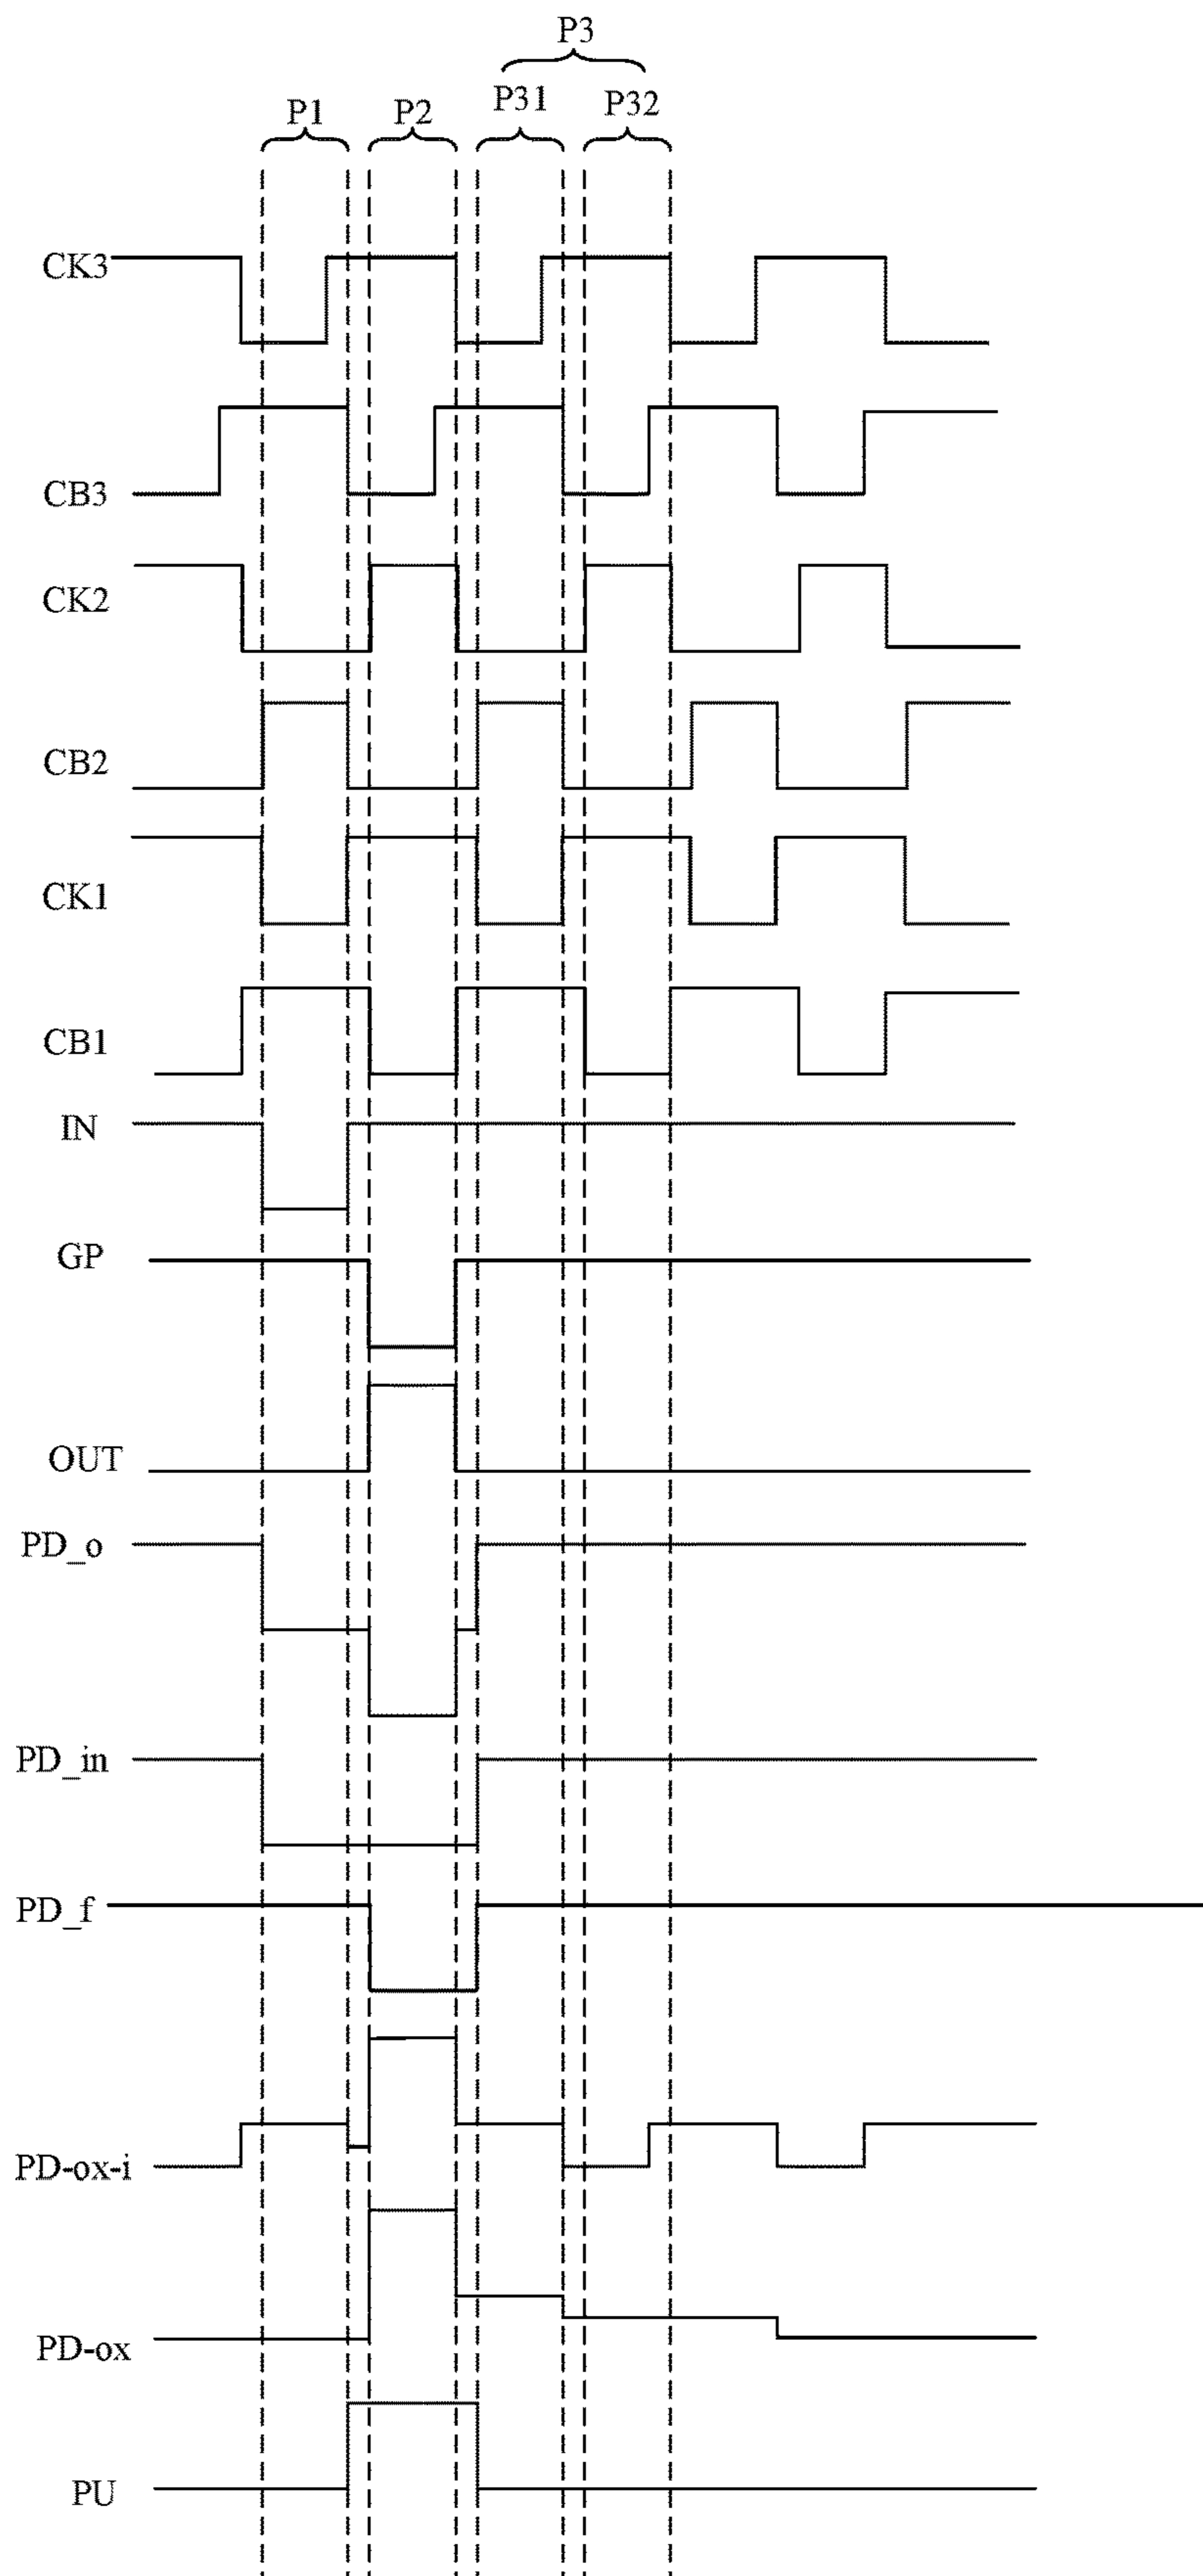 P3
P1 P2 P31 P32
CK3
CB3
CK2
CB2
CK1
CB1
IN
GP
OUT
PD_o
PD_in
PD_f
PD-ox-i
PD-ox
PU